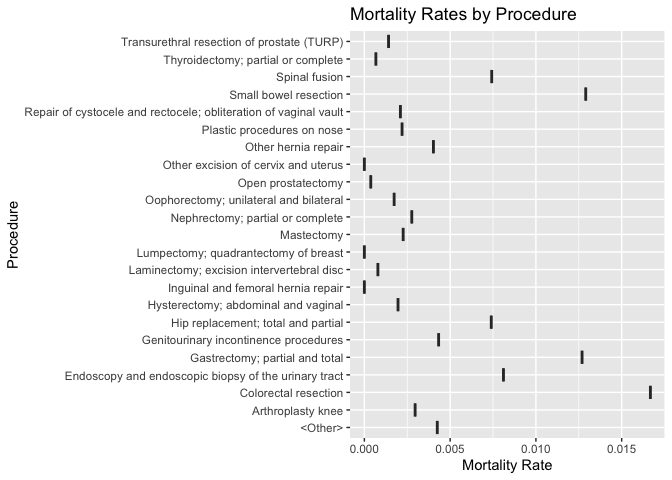 Mortality Rates by Procedure
Transurethral resection of prostate (TURP)
Thyroidectomy; partial or complete
Spinal fusion
Small bowel resection
Repair of cystocele and rectocele; obliteration of vaginal vault
Plastic procedures on nose
Other hernia repair
Other excision of cervix and uterus
Open prostatectomy
Oophorectomy; unilateral and bilateral
Nephrectomy; partial or complete
Mastectomy
Lumpectomy; quadrantectomy of breast
Laminectomy; excision intervertebral disc
Inguinal and femoral hernia repair
Hysterectomy; abdominal and vaginal
Hip replacement; total and partial
Genitourinary incontinence procedures
Gastrectomy; partial and total
Endoscopy and endoscopic biopsy of the urinary tract
Colorectal resection
Arthroplasty knee
<Other>
Procedure
0.000 0.005 0.010 0.015
Mortality Rate